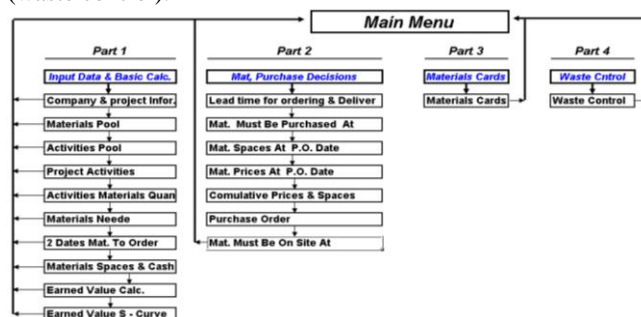 (waste control).
Main Menu
Part 1
Input Data & Basic Calc.
Company & project Infor.
Materials Pool
Activities Pool
Project Activities
Activities Materials Quan
Materials Neede
2 Dates Mat. To Order
Materials Spaces & Cash
Earned Value Calc.
Earned Value S - Curve
Part 2
Mat, Purchase Decisions
Lead time for ordering & Deliver
Mat. Must Be Purchased At
Mat. Spaces At P.O. Date
Mat. Prices At P.O. Date
Comulative Prices & Spaces
Purchase Order
Mat. Must Be On Site At
Part 3
Materials Cards
Materials Cards
Part 4
Waste Cntrol
Waste Control